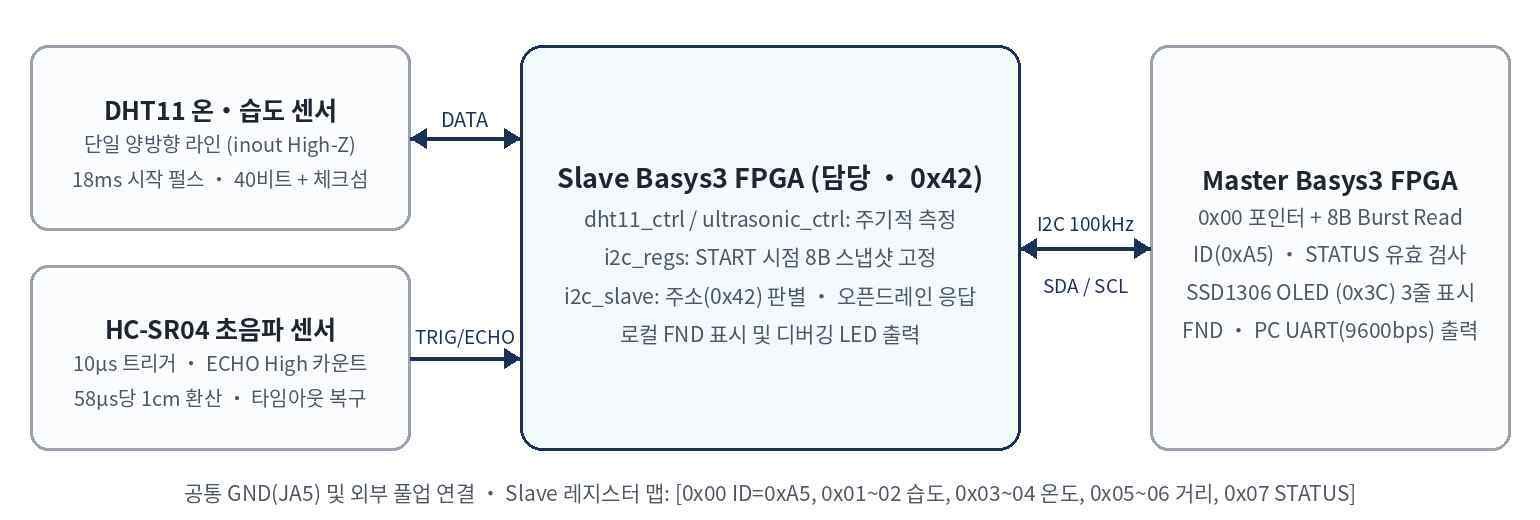 DHT11 온・습도 센서
단일 양방향 라인 (inout High-Z)
18ms 시작 펄스 ・ 40비트 + 체크섬
DATA
HC-SR04 초음파 센서
10μs 트리거 ・ ECHO High 카운트
58μs당 1cm 환산 ・ 타임아웃 복구
TRIG/ECHO
Slave Basys3 FPGA (담당 ・ 0x42)
dht11_ctrl / ultrasonic_ctrl: 주기적 측정
i2c_regs: START 시점 8B 스냅샷 고정
i2c_slave: 주소(0x42) 판별 ・ 오픈드레인 응답
로컬 FND 표시 및 디버깅 LED 출력
I2C 100kHz
SDA / SCL
Master Basys3 FPGA
0x00 포인터 + 8B Burst Read
ID(0xA5) ・ STATUS 유효 검사
SSD1306 OLED (0x3C) 3줄 표시
FND ・ PC UART(9600bps) 출력
공통 GND(JA5) 및 외부 풀업 연결 ・ Slave 레지스터 맵: [0x00 ID=0xA5, 0x01~02 습도, 0x03~04 온도, 0x05~06 거리, 0x07 STATUS]